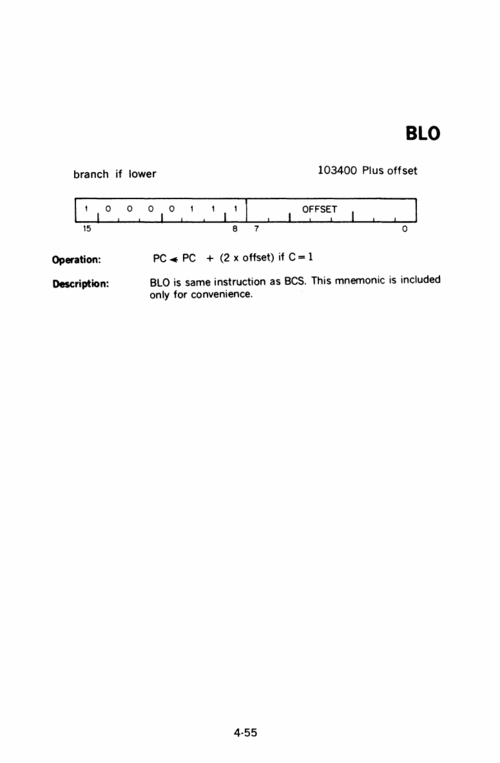 BLO
branch if lower 103400 Plus offset
1 0 0 0 0 1 1 1 OFFSET
15 8 7 0
Operation: PC ◄ PC + (2 x offset) if C = 1
Description: BLO is same instruction as BCS. This mnemonic is included
only for convenience.
4-55